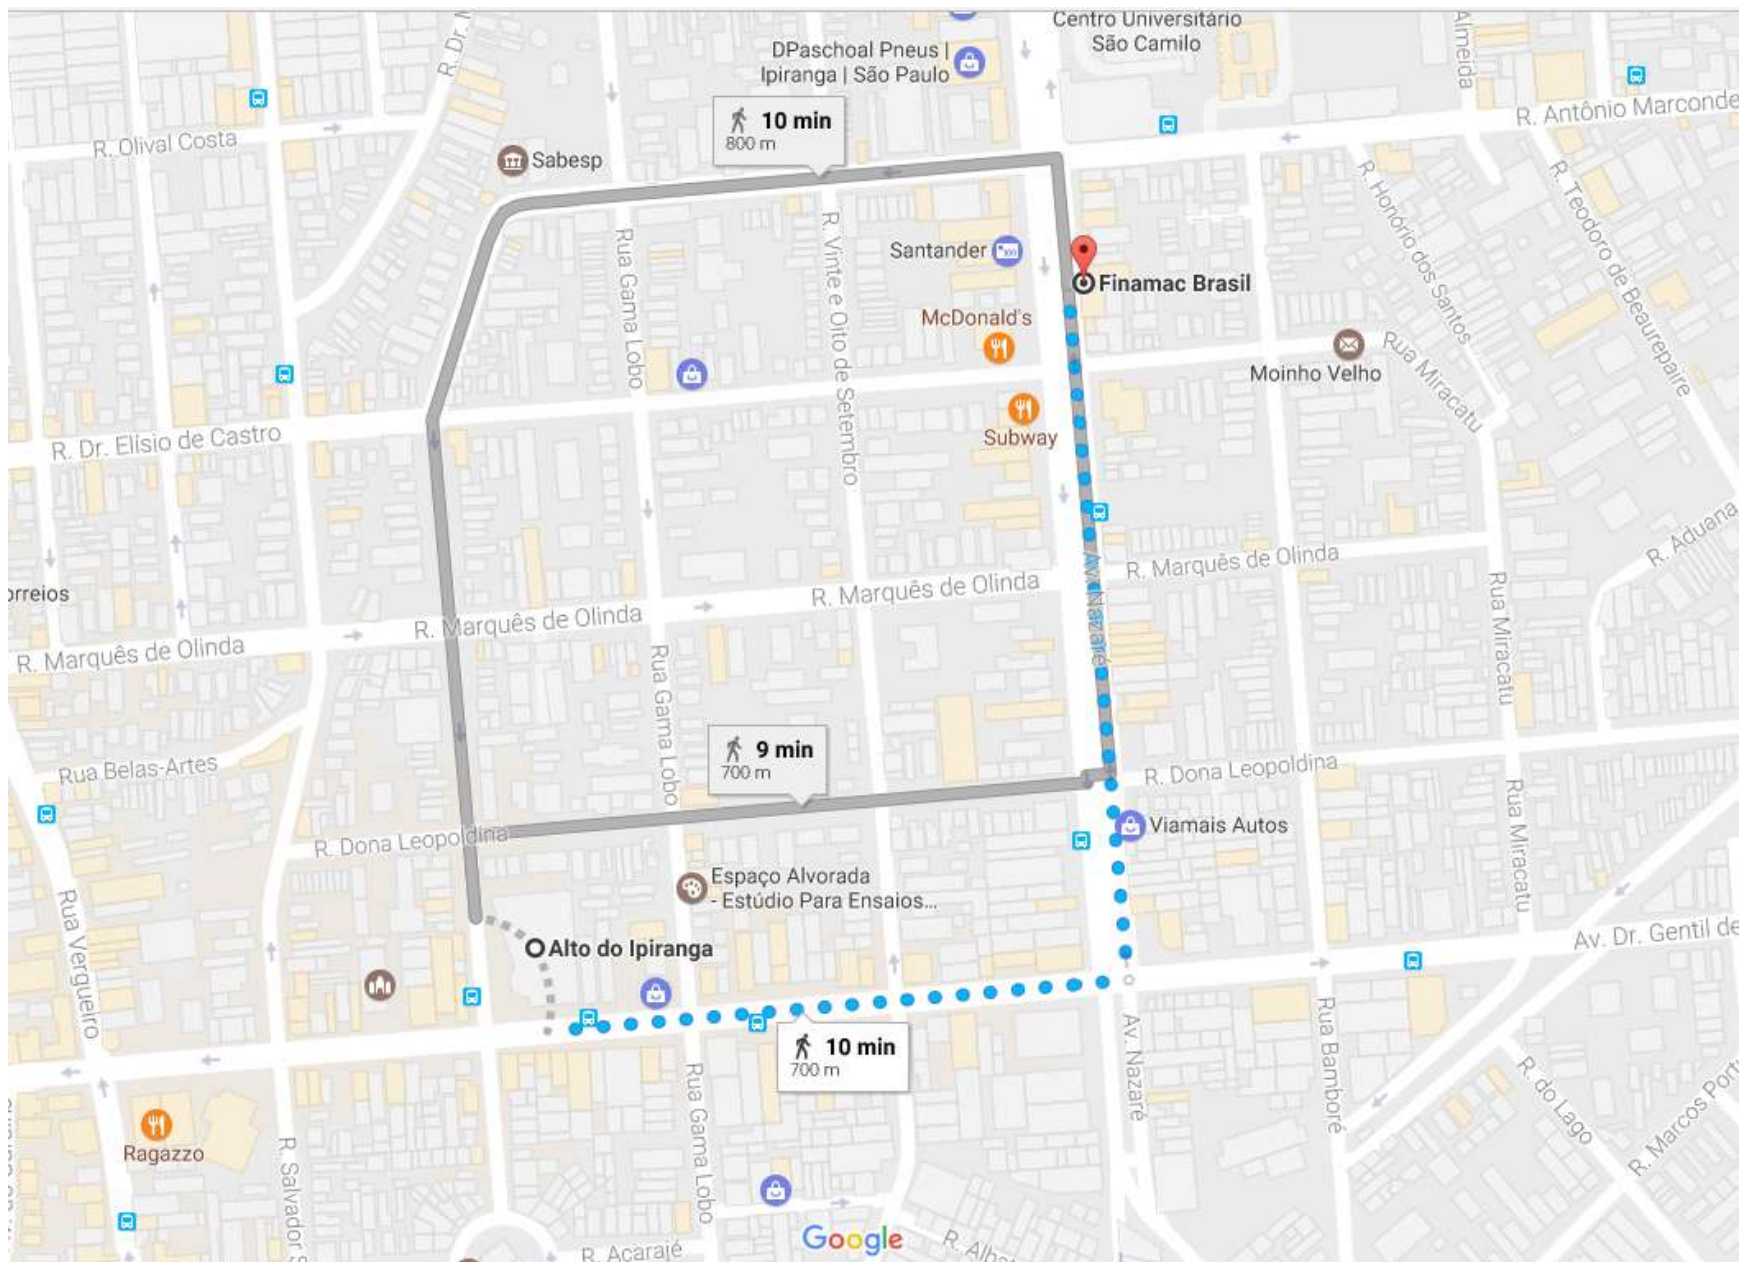 Centro Universitário
São Camilo
DPaschoal Pneus |
Ipiranga | São Paulo
Almeida
R. Antônio Marconde
10 min
800 m
R. Olival Costa
Sabesp
R. Honório dos Santos
R. Teodoro de Beaurepaire
Rua Gama Lobo
R. Vinte e Oito de Setembro
Santander
Finamac Brasil
McDonald's
Moinho Velho
Rua Miracatu
Subway
R. Dr. Elísio de Castro
R. Aduana
R. Marquês de Olinda
R. Marquês de Olinda
R. Marquês de Olinda
R. Marquês de Olinda
orreios
Av. Nazaré
Rua Miracatu
Rua Gama Lobo
9 min
700 m
Rua Belas-Artes
R. Dona Leopoldina
Rua Miracatu
Viamais Autos
R. Dona Leopoldina
Espaço Alvorada
- Estúdio Para Ensaios...
Rua Vergueiro
Alto do Ipiranga
Av. Dr. Gentil de
10 min
700 m
Av. Nazaré
Rua Bamboré
R. do Lago
R. Marcos Port
Rua Gama Lobo
Ragazzo
R. Salvador S
Google
R. Acarajé